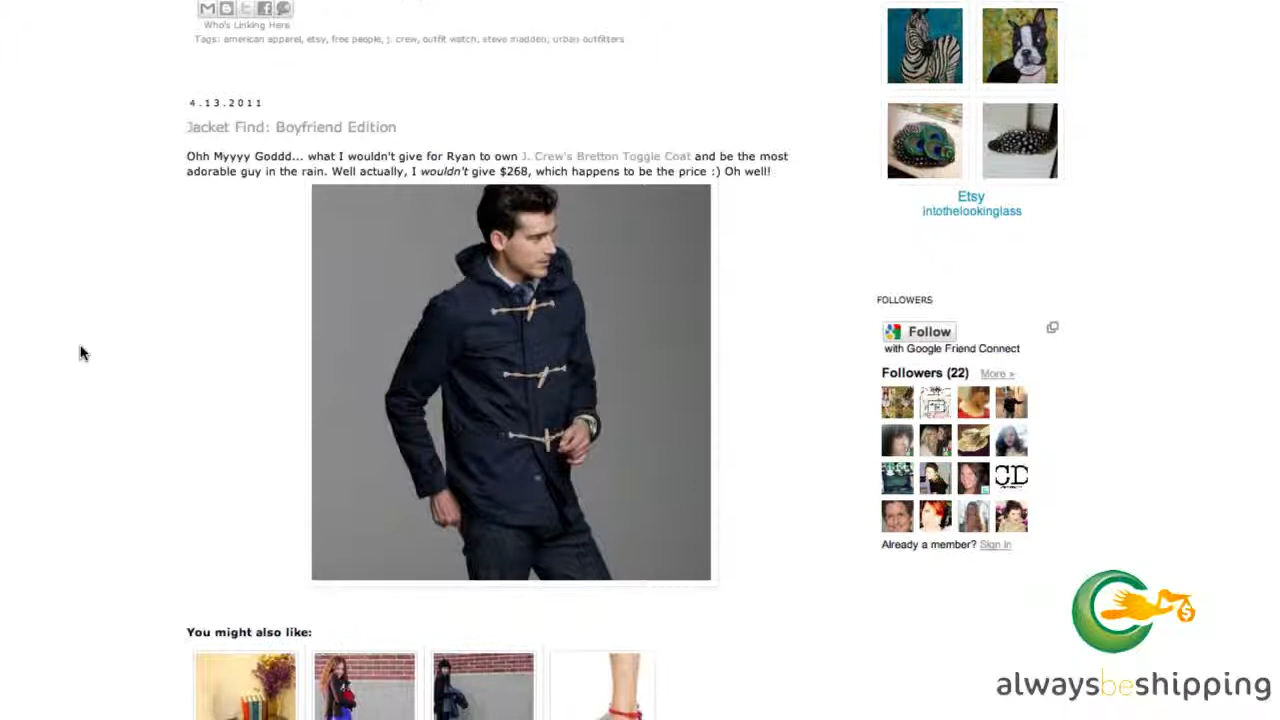 Who's Linking Here
Tags: american apparel, etsy, free people, j. crew, outfit watch, steve madden, urban outfitters
4.13.2011
Jacket Find: Boyfriend Edition
Ohh Myyyy Goddd... what I wouldn't give for Ryan to own J. Crew's Bretton Toggle Coat and be the most
adorable guy in the rain. Well actually, I wouldn't give $268, which happens to be the price :) Oh well!
You might also like:
Etsy
intothelookingglass
FOLLOWERS
Follow
with Google Friend Connect
Followers (22) More »
CD
Already a member? Sign in
$
alwaysbeshipping